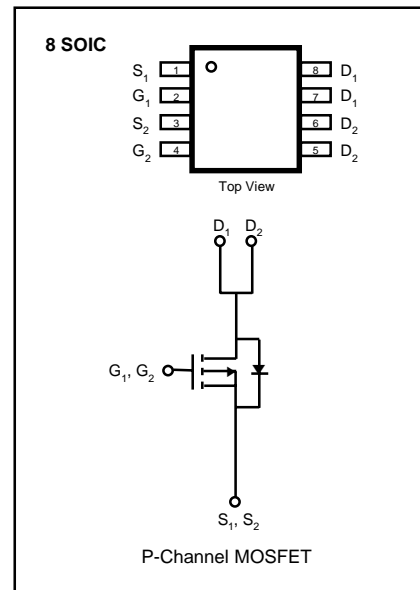 8 SOIC
S₁ 1 8 D₁
G₁ 2 7 D₁
S₂ 3 6 D₂
G₂ 4 5 D₂
Top View
D₁ D₂
G₁, G₂
S₁, S₂
P-Channel MOSFET